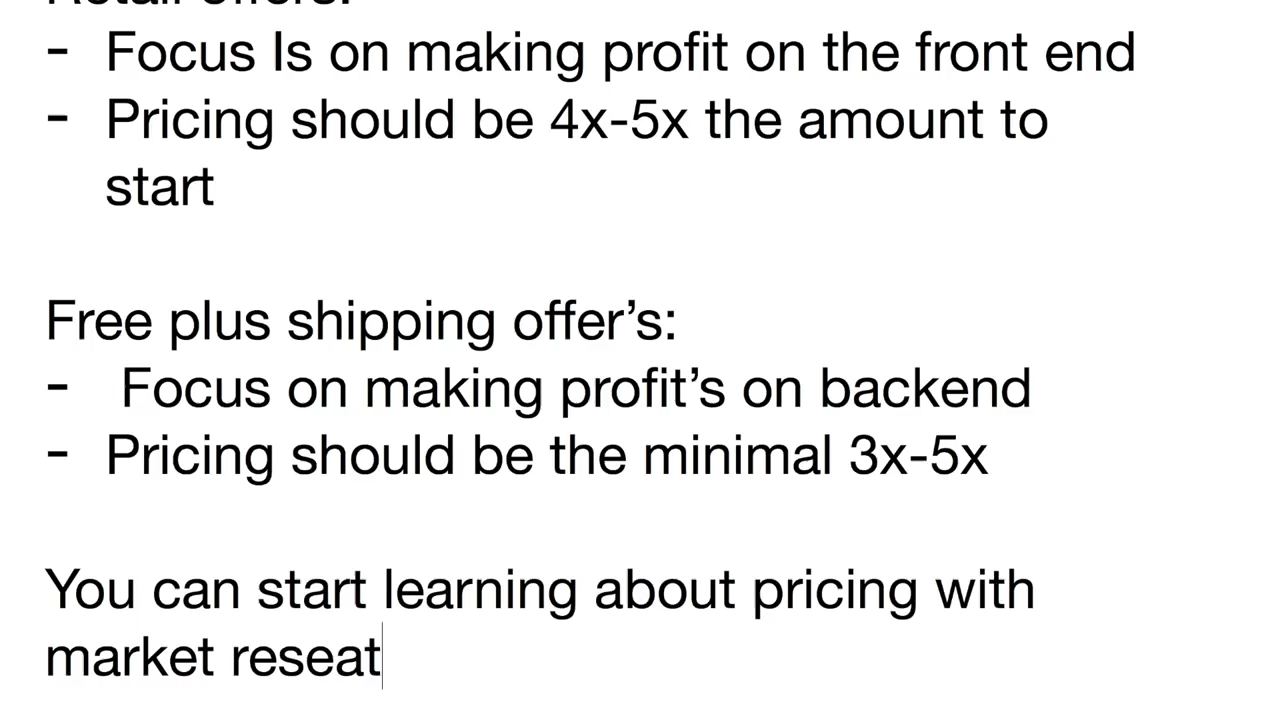 Retail offers:
- Focus Is on making profit on the front end
- Pricing should be 4x-5x the amount to
start
Free plus shipping offer’s:
- Focus on making profit’s on backend
- Pricing should be the minimal 3x-5x
You can start learning about pricing with
market reseat